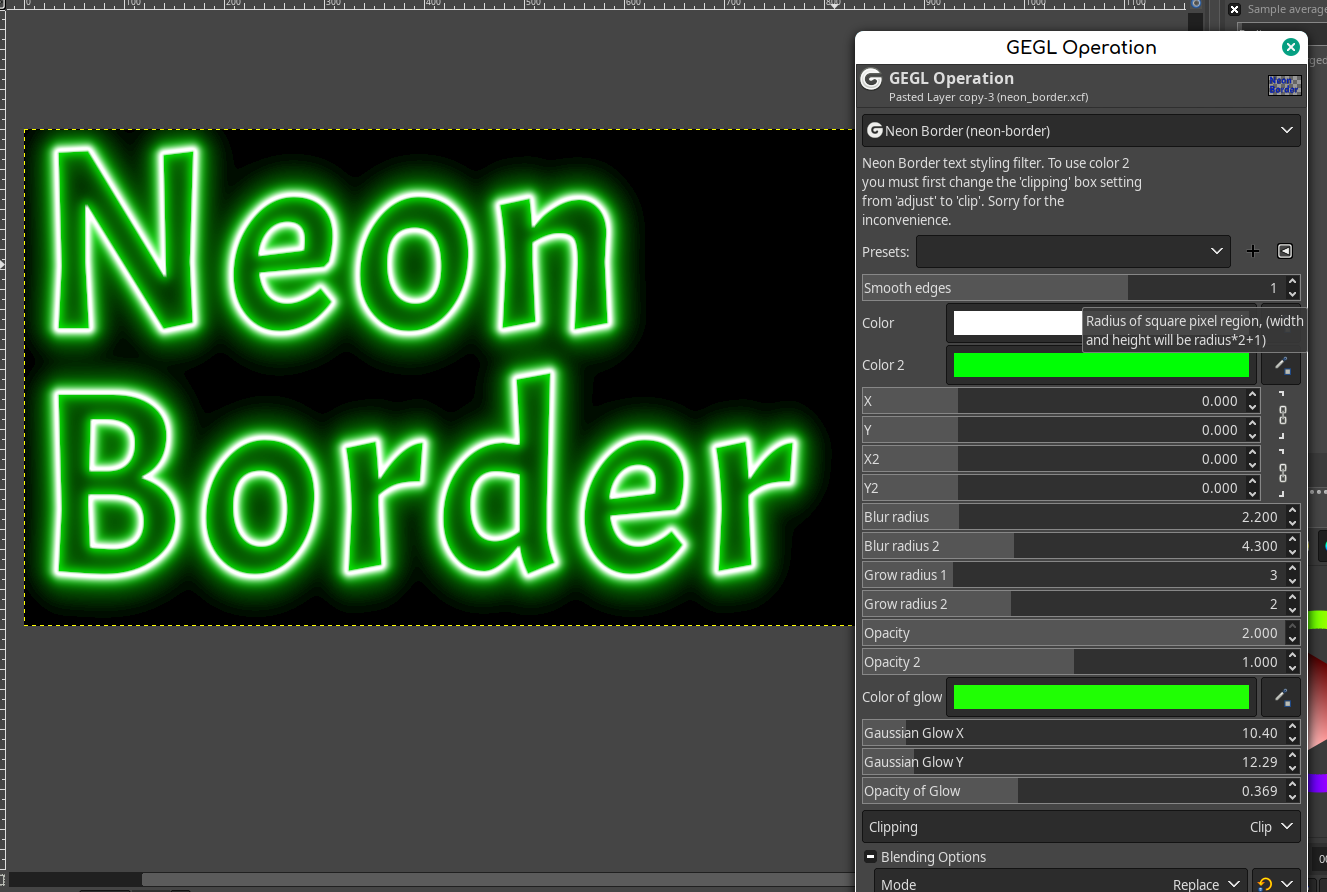 0 100 200 300 400 500 600 700 800 900 1000 1100
Sample average
GEGL Operation
GEGL Operation
Pasted Layer copy-3 (neon_border.xcf)
Neon
Border
Neon Border (neon-border)
Neon Border text styling filter. To use color 2
you must first change the 'clipping' box setting
from 'adjust' to 'clip'. Sorry for the
inconvenience.
Presets:
Smooth edges 1
Color
Radius of square pixel region, (width
and height will be radius*2+1)
Color 2
X 0.000
Y 0.000
X2 0.000
Y2 0.000
Blur radius 2.200
Blur radius 2 4.300
Grow radius 1 3
Grow radius 2 2
Opacity 2.000
Opacity 2 1.000
Color of glow
Gaussian Glow X 10.40
Gaussian Glow Y 12.29
Opacity of Glow 0.369
Clipping Clip
Blending Options
Mode Replace
Neon
Border